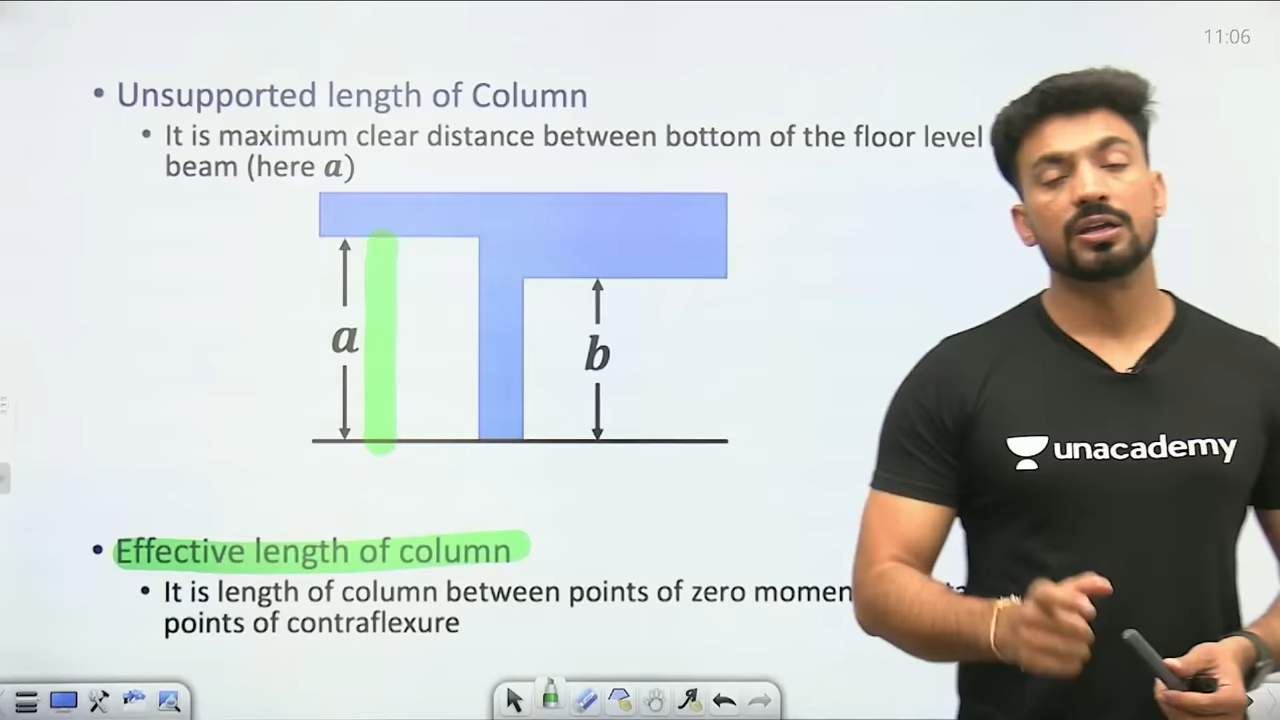 11:06
• Unsupported length of Column
• It is maximum clear distance between bottom of the floor level
beam (here a)
a
b
unacademy
• Effective length of column
• It is length of column between points of zero
points of contraflexure